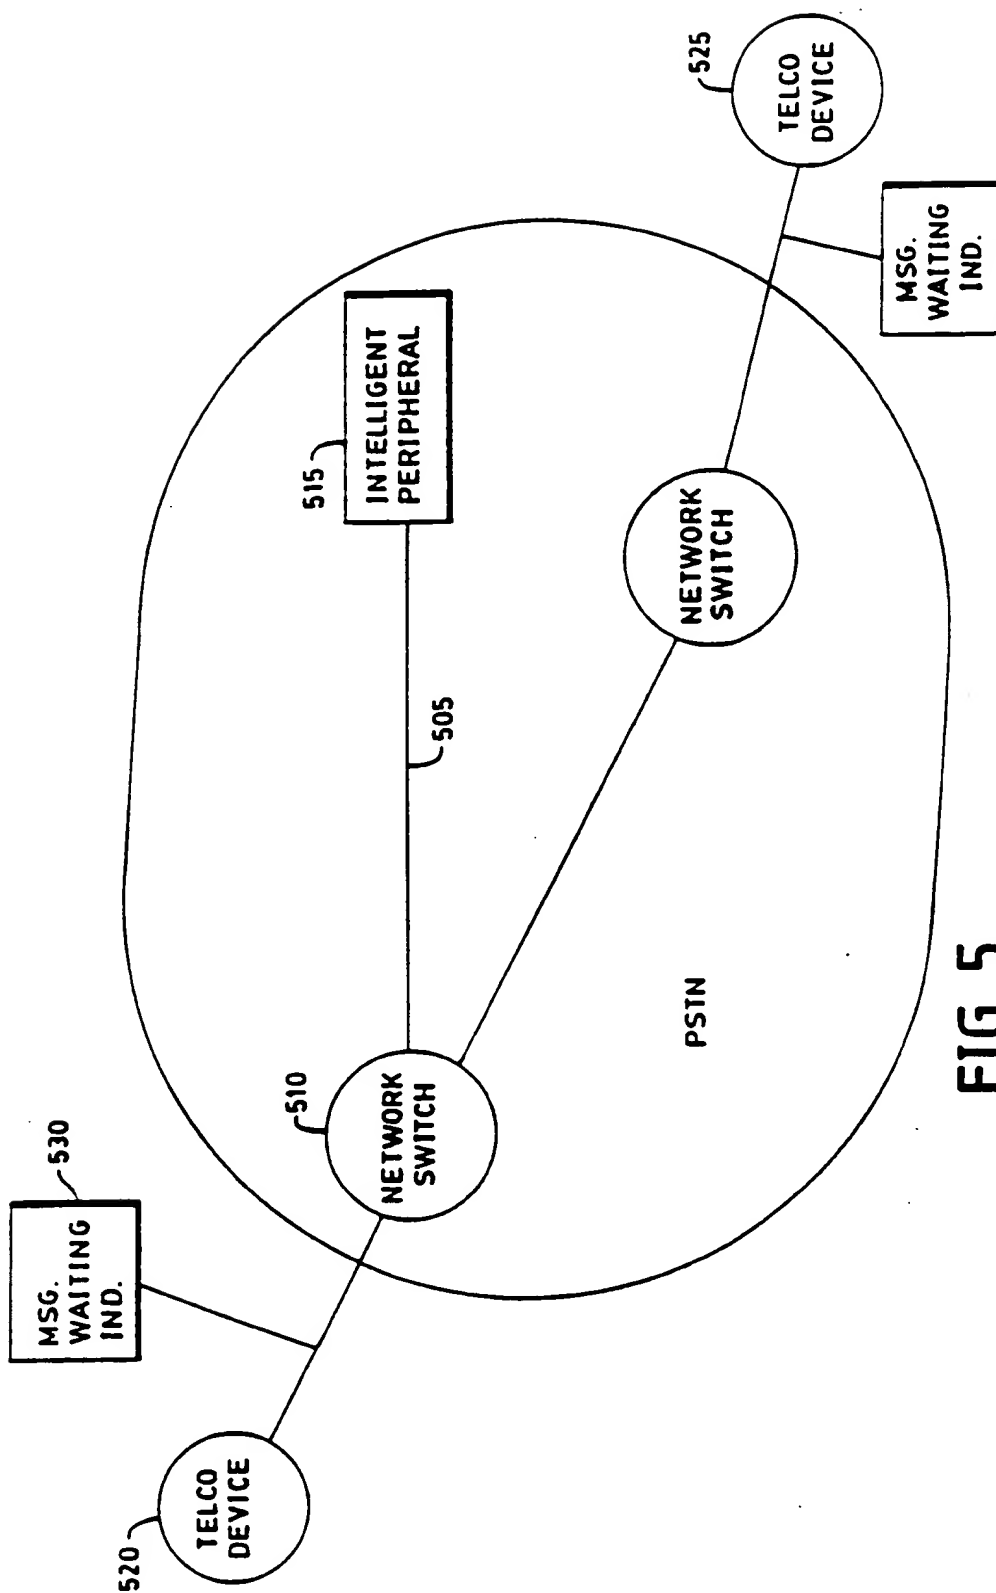 530
MSG.
WAITING
IND.
520
TELCO
DEVICE
510
NETWORK
SWITCH
505
515
INTELLIGENT
PERIPHERAL
PSTN
NETWORK
SWITCH
525
TELCO
DEVICE
MSG.
WAITING
IND.
FIG 5